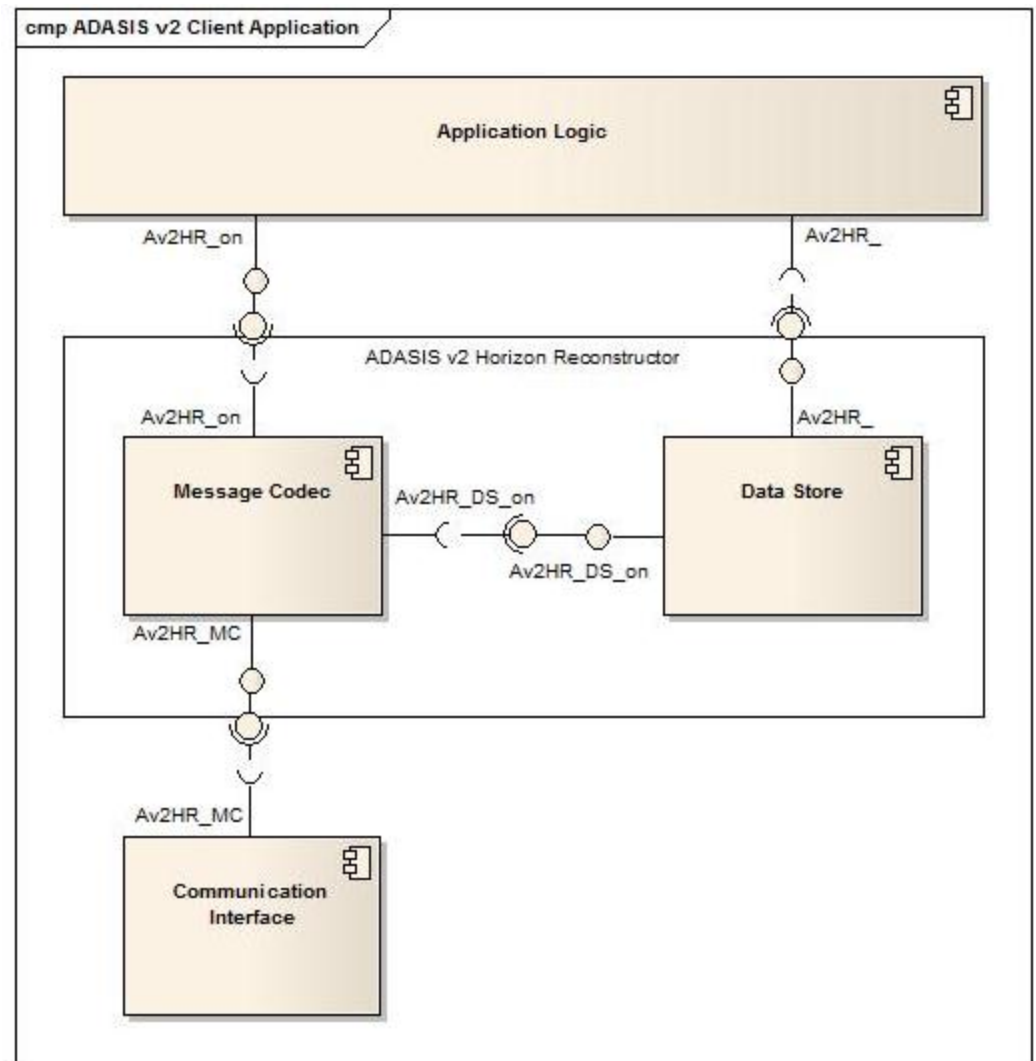 cmp ADASIS v2 Client Application
Application Logic
Av2HR_on
Av2HR_
ADASIS v2 Horizon Reconstructor
Av2HR_on
Av2HR_
Message Codec
Data Store
Av2HR_DS_on
Av2HR_DS_on
Av2HR_MC
Av2HR_MC
Communication
Interface